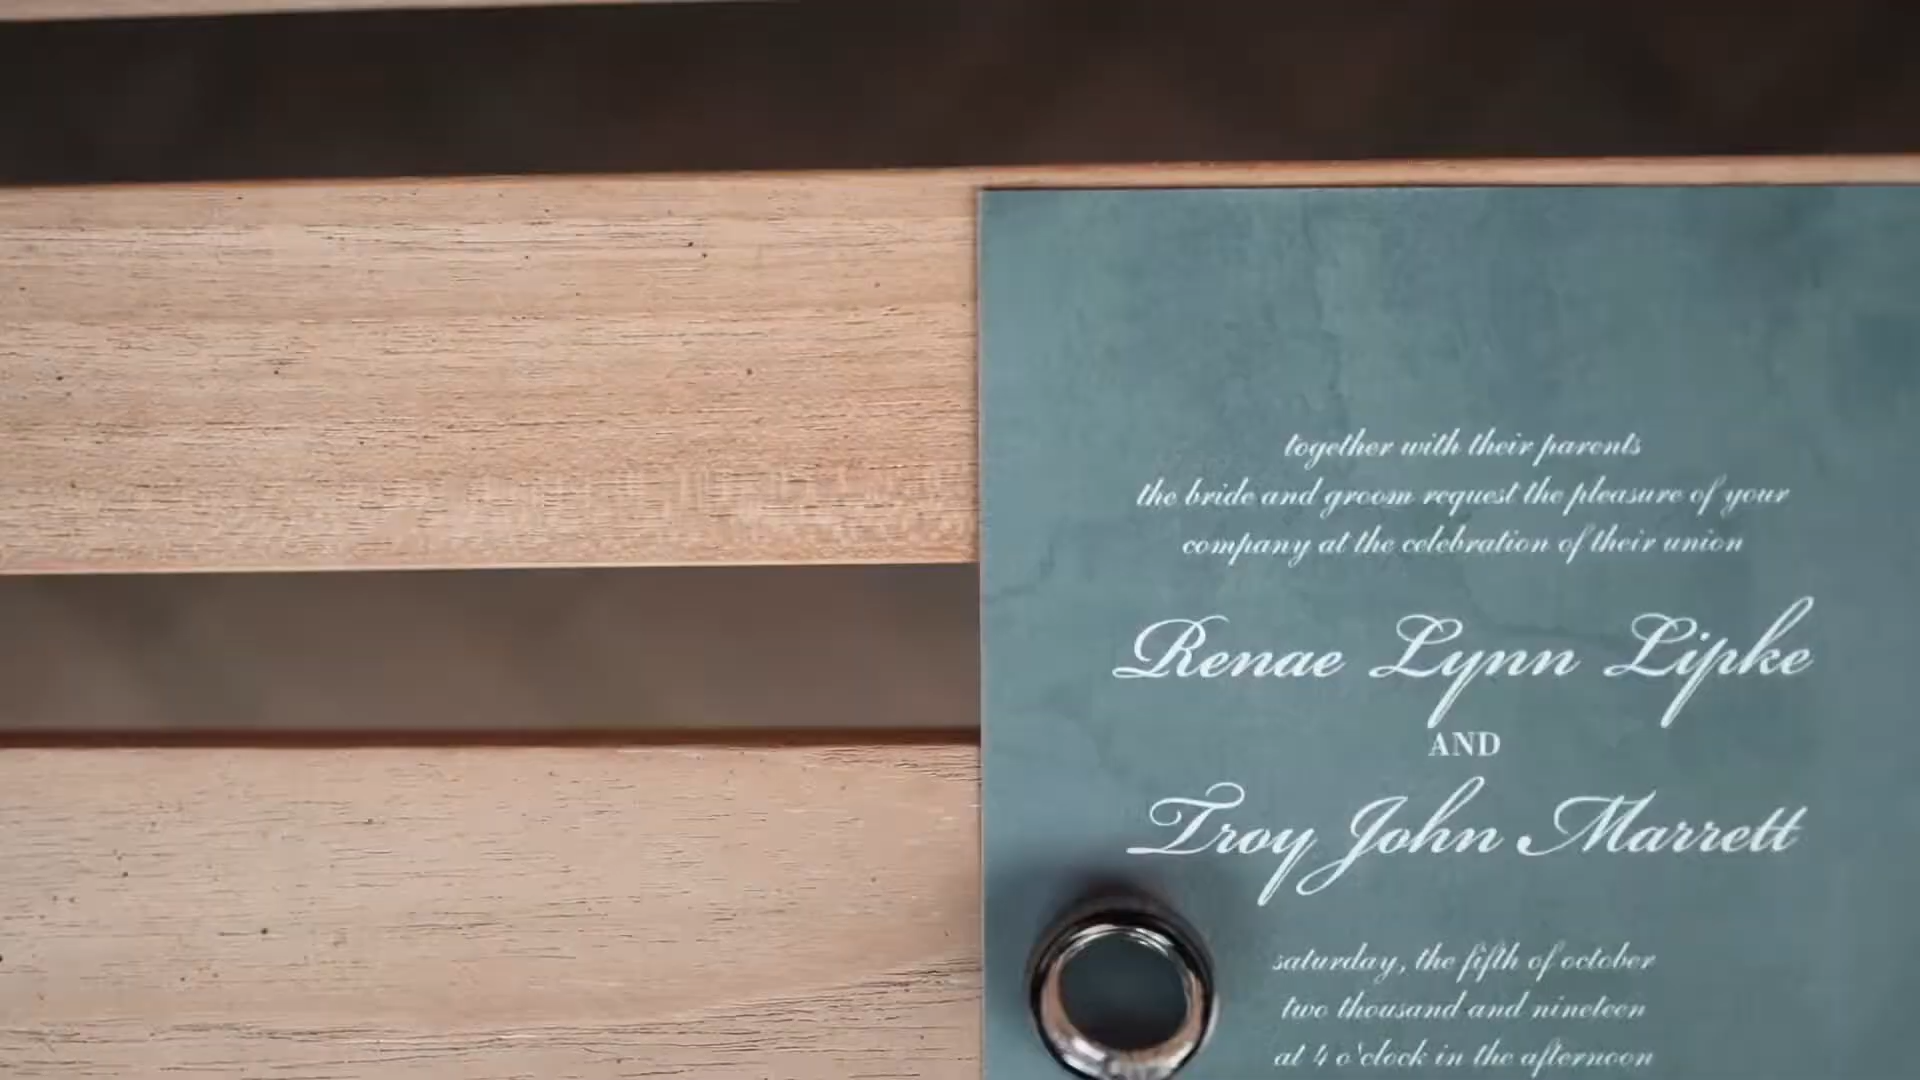 together with their parents
the bride and groom request the pleasure of your
company at the celebration of their union
Renae Lynn Lipke
AND
Troy John Marrett
saturday, the fifth of october
two thousand and nineteen
at 4 o'clock in the afternoon